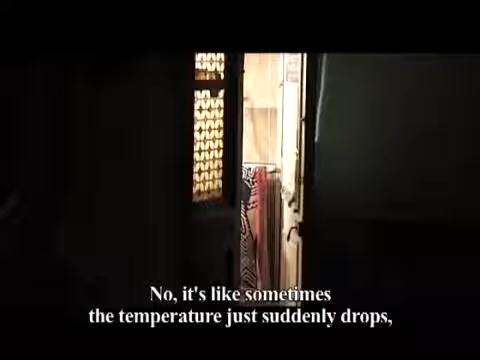 No, it's like sometimes
the temperature just suddenly drops,